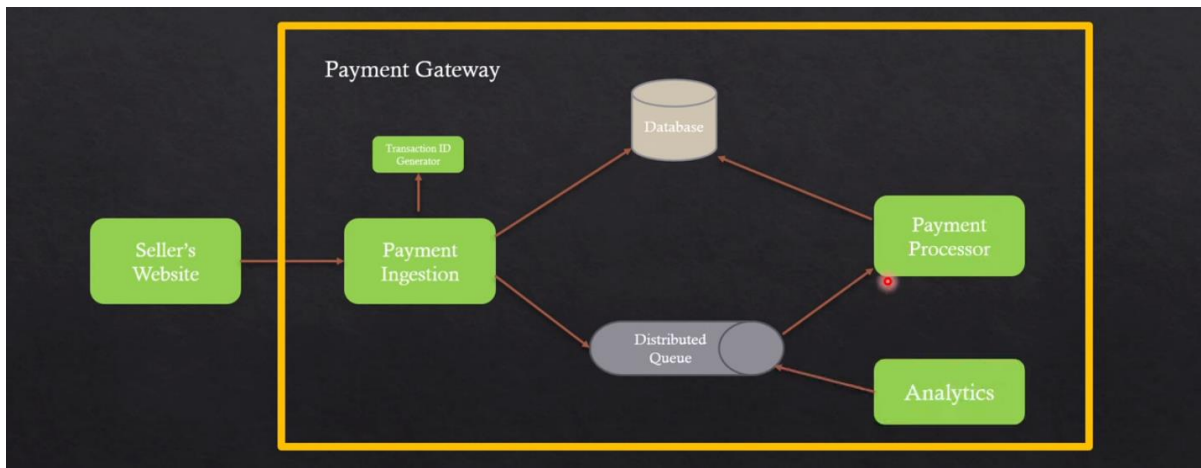 Payment Gateway
Database
Transaction ID
Generator
Seller's
Website
Payment
Ingestion
Payment
Processor
Distributed
Queue
Analytics